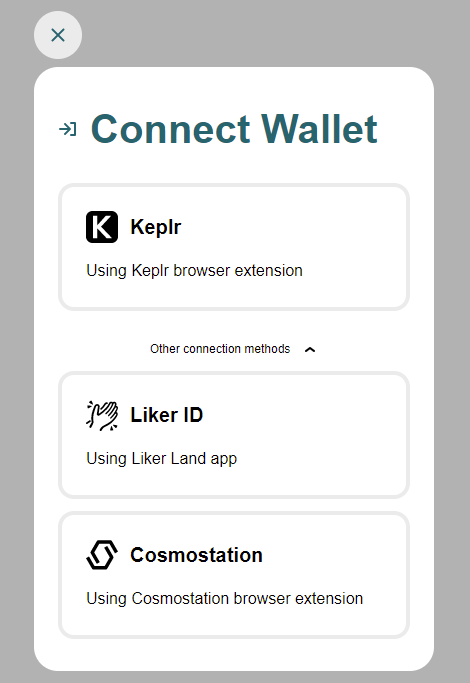 Connect Wallet
Keplr
Using Keplr browser extension
Other connection methods
Liker ID
Using Liker Land app
Cosmostation
Using Cosmostation browser extension